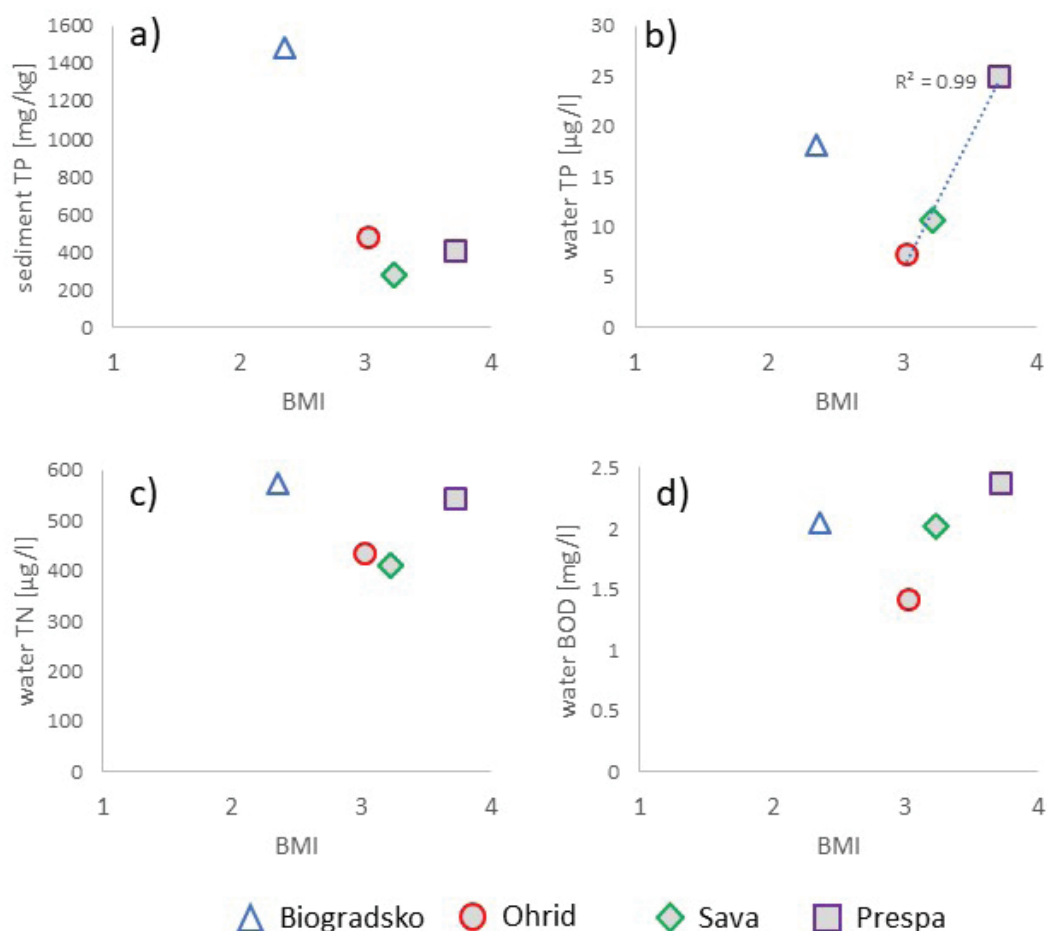 a)
sediment TP [mg/kg]
1600
1400
1200
1000
800
600
400
200
0
1 2 3 4
BMI
b)
water TP [µg/l]
30
25
20
15
10
5
0
R² = 0.99
1 2 3 4
BMI
c)
water TN [µg/l]
600
500
400
300
200
100
0
1 2 3 4
BMI
d)
water BOD [mg/l]
2.5
2
1.5
1
0.5
0
1 2 3 4
BMI
Biogradsko Ohrid Sava Prespa